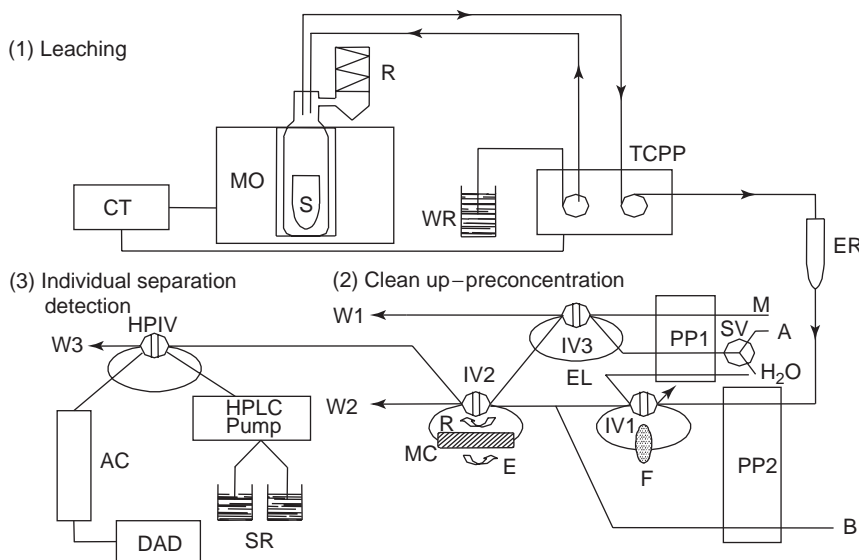 (1) Leaching
R
MO
S
CT
WR
TCPP
ER
(3) Individual separation
detection
(2) Clean up–preconcentration
HPIV
W3
W1
M
SV
A
PP1
IV3
H2O
EL
IV2
W2
HPLC
Pump
R
IV1
MC
E
F
PP2
AC
B
DAD
SR